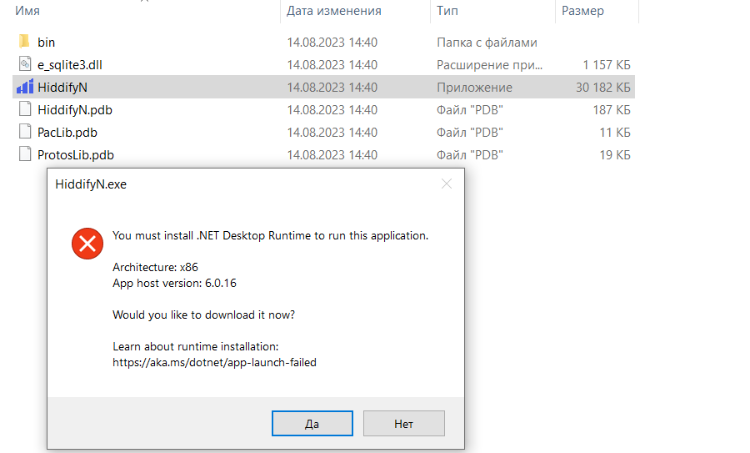 Имя Дата изменения Тип Размер
bin 14.08.2023 14:40 Папка с файлами
e_sqlite3.dll 14.08.2023 14:40 Расширение при... 1 157 КБ
HiddifyN 14.08.2023 14:40 Приложение 30 182 КБ
HiddifyN.pdb 14.08.2023 14:40 Файл "PDB" 187 КБ
PacLib.pdb 14.08.2023 14:40 Файл "PDB" 11 КБ
ProtosLib.pdb 14.08.2023 14:40 Файл "PDB" 19 КБ
HiddifyN.exe
You must install .NET Desktop Runtime to run this application.
Architecture: x86
App host version: 6.0.16
Would you like to download it now?
Learn about runtime installation:
https://aka.ms/dotnet/app-launch-failed
Да Нет